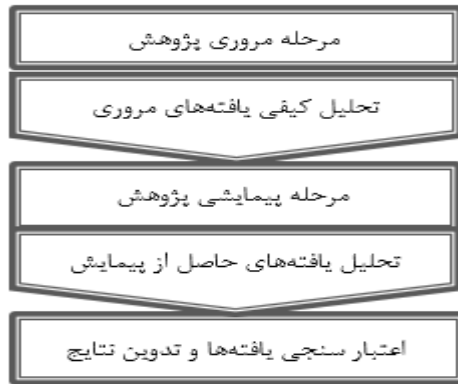 مرحله مروری پژوهش
تحلیل کیفی یافته‌های مروری
مرحله پیمایشی پژوهش
تحلیل یافته‌های حاصل از پیمایش
اعتبار سنجی یافته‌ها و تدوین نتایج